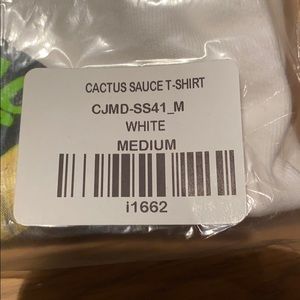 CACTUS SAUCE T-SHIRT
CJMD-SS41_M
WHITE
MEDIUM
i1662